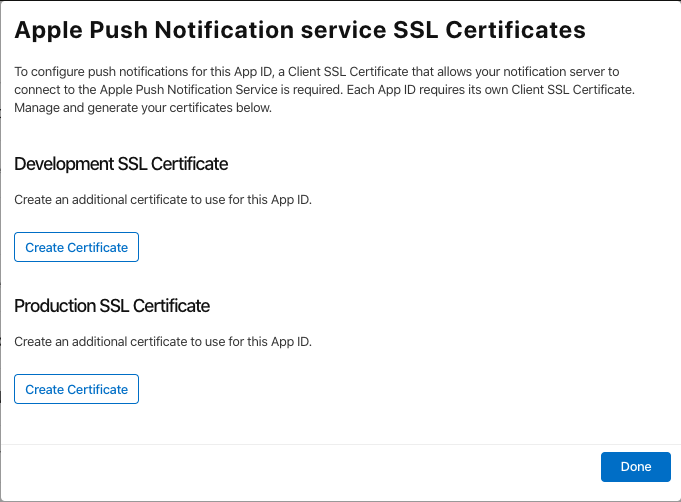 Apple Push Notification service SSL Certificates
To configure push notifications for this App ID, a Client SSL Certificate that allows your notification server to
connect to the Apple Push Notification Service is required. Each App ID requires its own Client SSL Certificate.
Manage and generate your certificates below.
Development SSL Certificate
Create an additional certificate to use for this App ID.
Create Certificate
Production SSL Certificate
Create an additional certificate to use for this App ID.
Create Certificate
Done